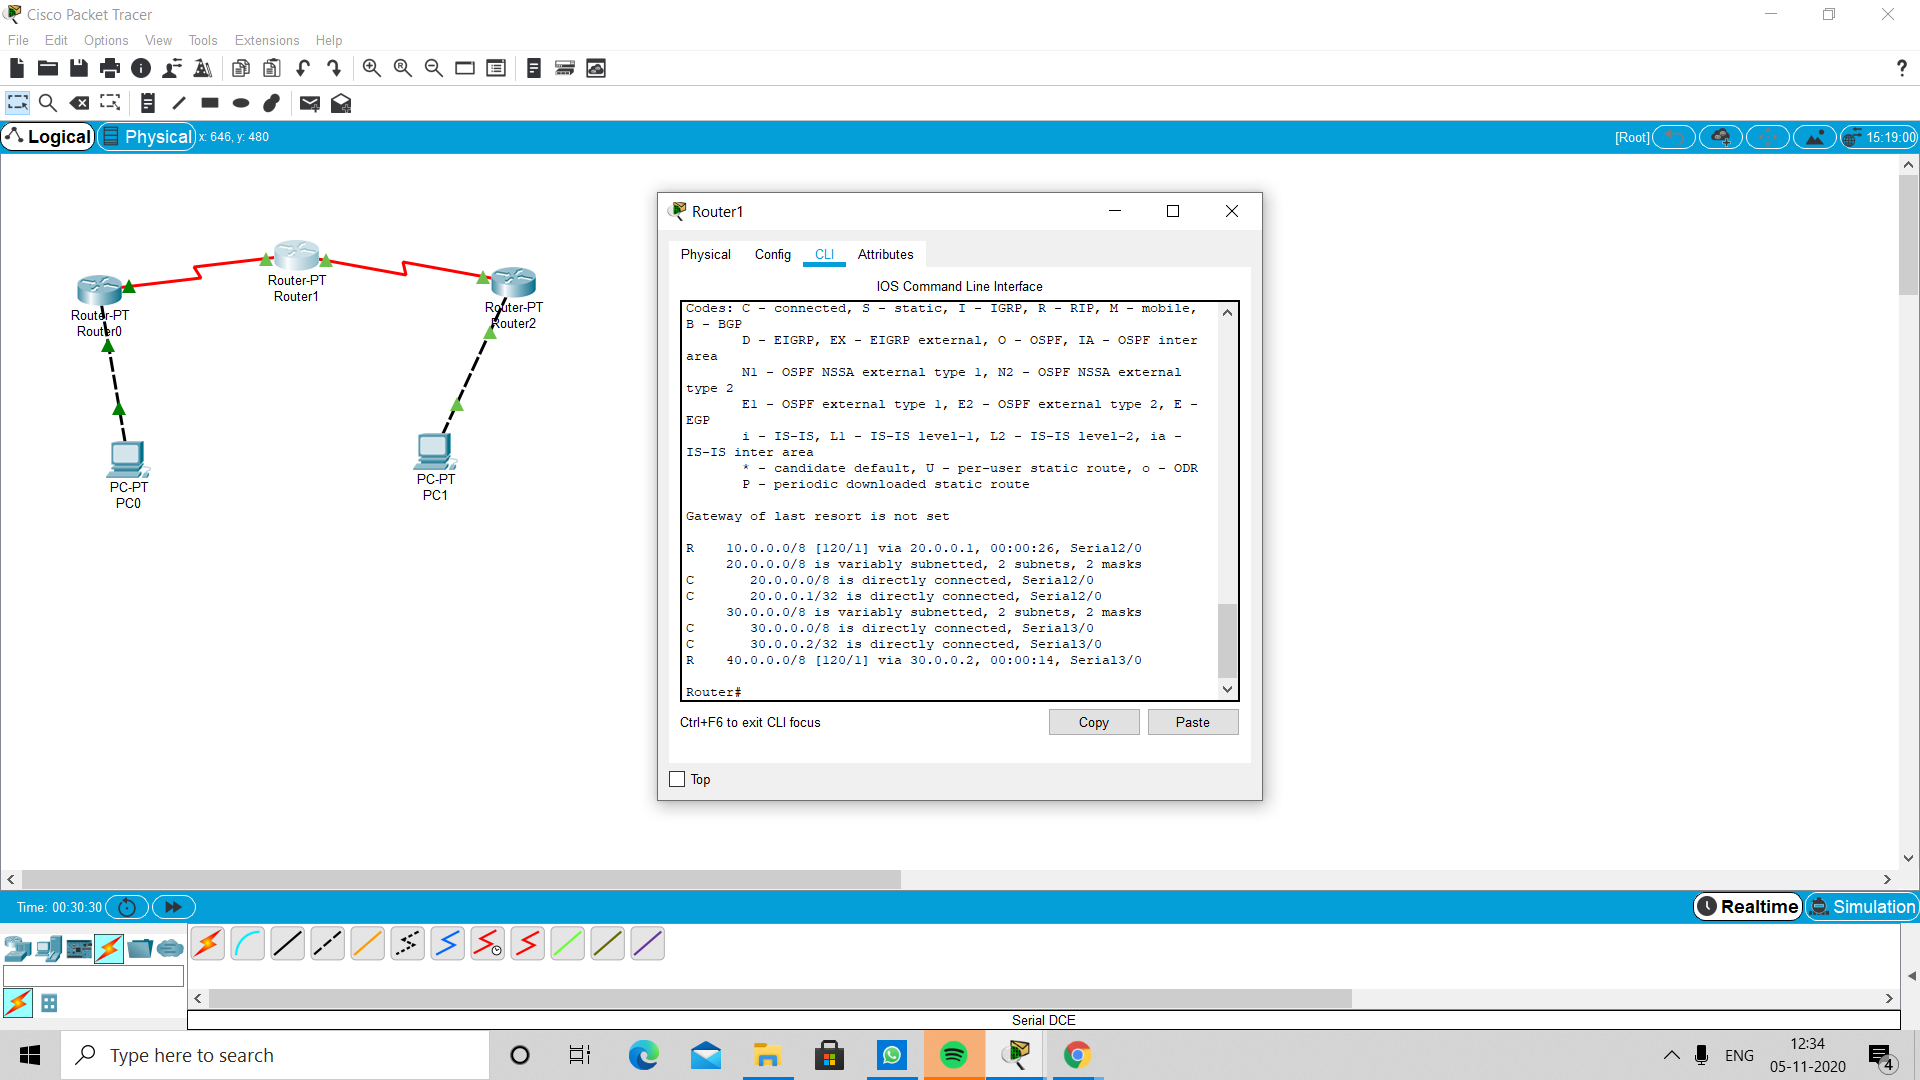 Cisco Packet Tracer
File Edit Options View Tools Extensions Help
?
Logical Physical x: 646, y: 480 [Root] 15:19:00
Router-PT
Router0
Router-PT
Router1
Router-PT
Router2
PC-PT
PC0
PC-PT
PC1
Router1
Physical Config CLI Attributes
IOS Command Line Interface
Codes: C - connected, S - static, I - IGRP, R - RIP, M - mobile,
B - BGP
D - EIGRP, EX - EIGRP external, O - OSPF, IA - OSPF inter
area
N1 - OSPF NSSA external type 1, N2 - OSPF NSSA external
type 2
E1 - OSPF external type 1, E2 - OSPF external type 2, E -
EGP
i - IS-IS, L1 - IS-IS level-1, L2 - IS-IS level-2, ia -
IS-IS inter area
* - candidate default, U - per-user static route, o - ODR
P - periodic downloaded static route
Gateway of last resort is not set
R 10.0.0.0/8 [120/1] via 20.0.0.1, 00:00:26, Serial2/0
20.0.0.0/8 is variably subnetted, 2 subnets, 2 masks
C 20.0.0.0/8 is directly connected, Serial2/0
C 20.0.0.1/32 is directly connected, Serial2/0
30.0.0.0/8 is variably subnetted, 2 subnets, 2 masks
C 30.0.0.0/8 is directly connected, Serial3/0
C 30.0.0.2/32 is directly connected, Serial3/0
R 40.0.0.0/8 [120/1] via 30.0.0.2, 00:00:14, Serial3/0
Router#
Ctrl+F6 to exit CLI focus Copy Paste
Top
Time: 00:30:30 Realtime Simulation
Serial DCE
Type here to search ENG 12:34
05-11-2020 4